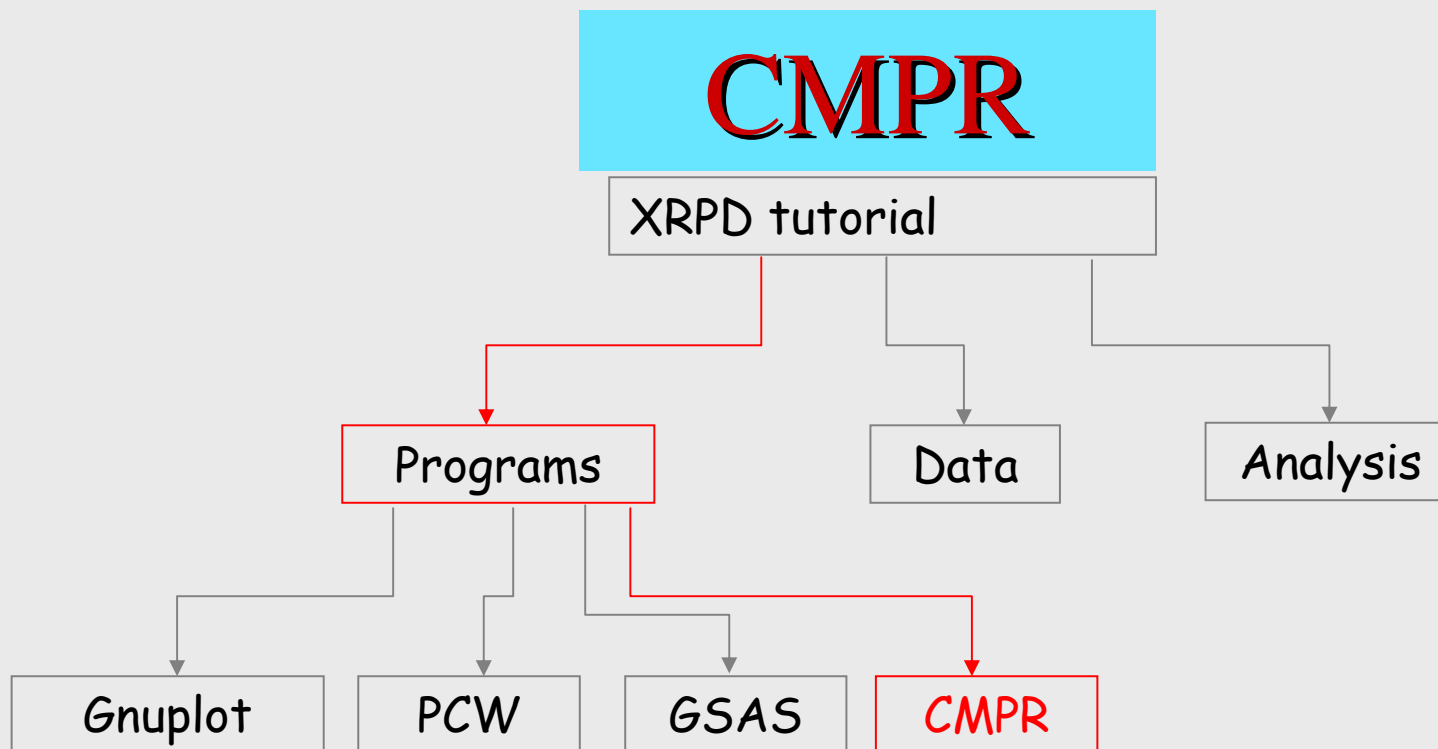 CMPR
XRPD tutorial
Programs
Data
Analysis
Gnuplot
PCW
GSAS
CMPR